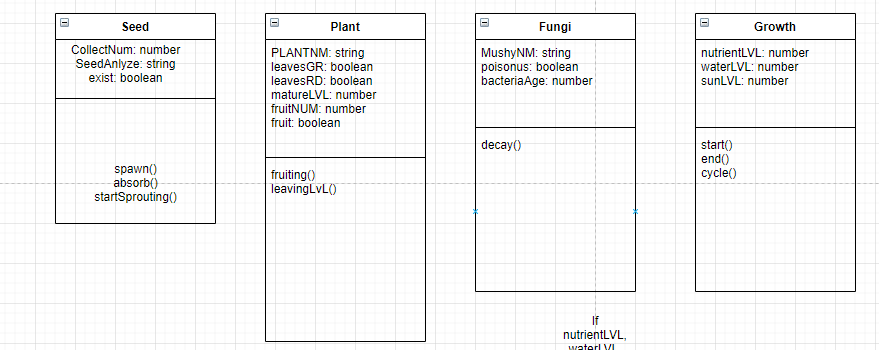 Seed
CollectNum: number
SeedAnlyze: string
exist: boolean
spawn()
absorb()
startSprouting()
Plant
PLANTNM: string
leavesGR: boolean
leavesRD: boolean
matureLVL: number
fruitNUM: number
fruit: boolean
fruiting()
leavingLvL()
Fungi
MushyNM: string
poisonus: boolean
bacteriaAge: number
decay()
Growth
nutrientLVL: number
waterLVL: number
sunLVL: number
start()
end()
cycle()
If
nutrientLVL,
waterLVL